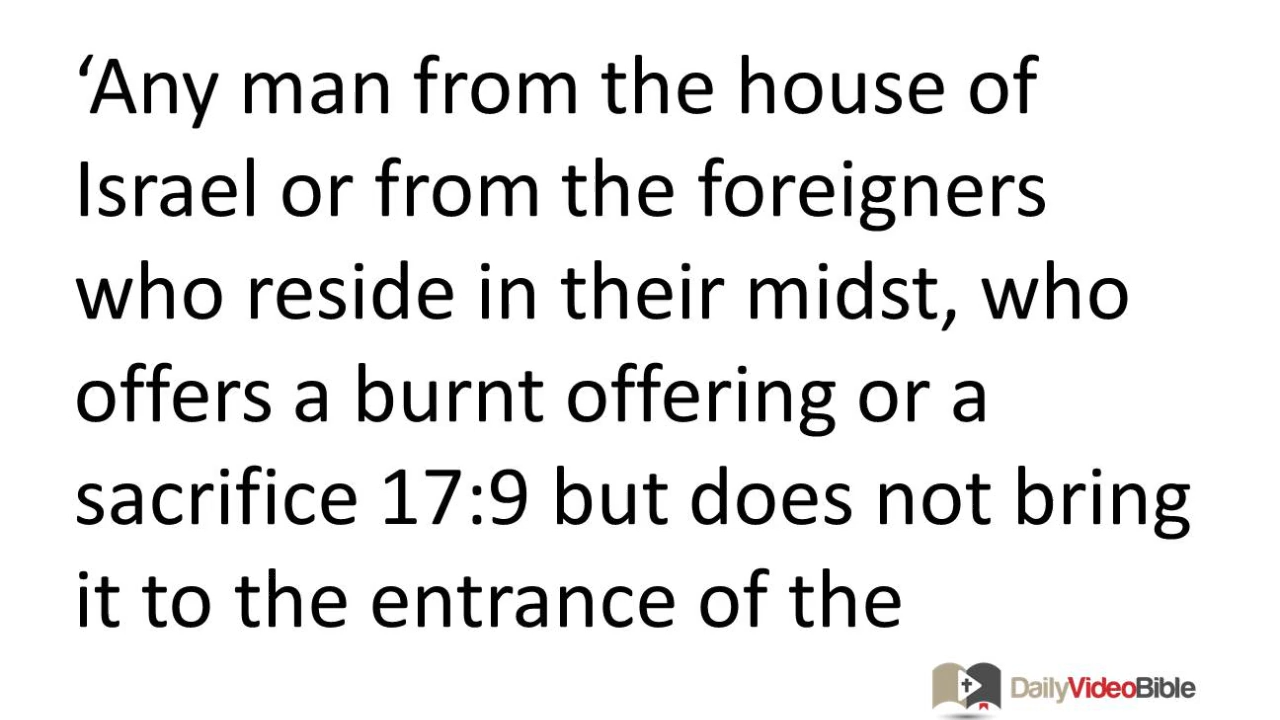 ‘Any man from the house of
Israel or from the foreigners
who reside in their midst, who
offers a burnt offering or a
sacrifice 17:9 but does not bring
it to the entrance of the
DailyVideoBible